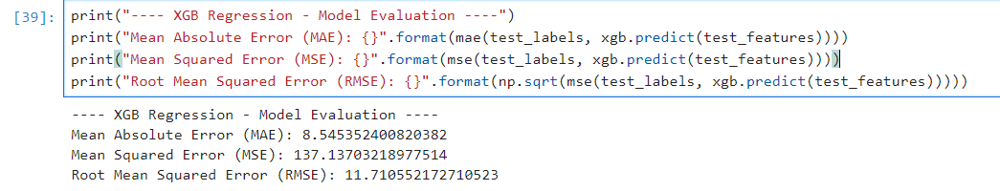 [39]: print("---- XGB Regression - Model Evaluation ----")
print("Mean Absolute Error (MAE): {}".format(mae(test_labels, xgb.predict(test_features))))
print("Mean Squared Error (MSE): {}".format(mse(test_labels, xgb.predict(test_features))))
print("Root Mean Squared Error (RMSE): {}".format(np.sqrt(mse(test_labels, xgb.predict(test_features)))))
---- XGB Regression - Model Evaluation ----
Mean Absolute Error (MAE): 8.545352400820382
Mean Squared Error (MSE): 137.13703218977514
Root Mean Squared Error (RMSE): 11.710552172710523